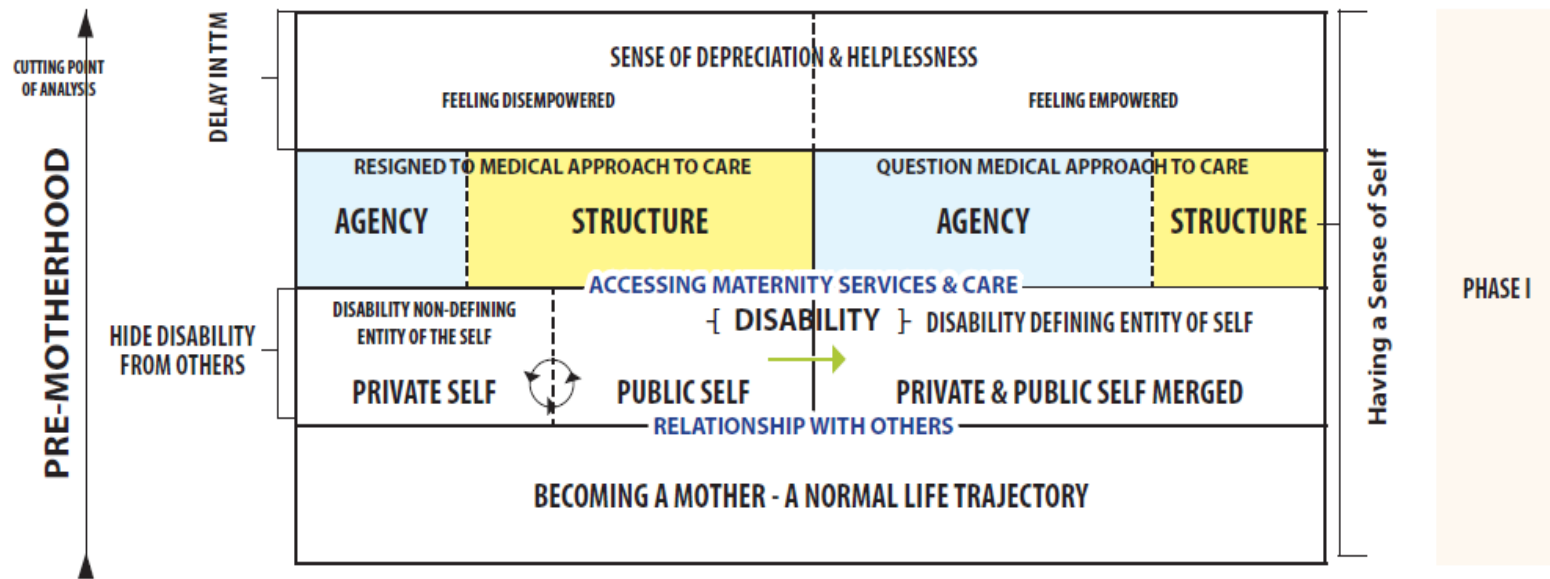 CUTTING POINT
OF ANALYSIS
PRE-MOTHERHOOD
DELAY IN TTM
SENSE OF DEPRECIATION & HELPLESSNESS
FEELING DISEMPOWERED
FEELING EMPOWERED
RESIGNED TO MEDICAL APPROACH TO CARE
QUESTION MEDICAL APPROACH TO CARE
AGENCY
STRUCTURE
AGENCY
STRUCTURE
ACCESSING MATERNITY SERVICES & CARE
HIDE DISABILITY
FROM OTHERS
DISABILITY NON-DEFINING
ENTITY OF THE SELF
{ DISABILITY } DISABILITY DEFINING ENTITY OF SELF
PRIVATE SELF
PUBLIC SELF
PRIVATE & PUBLIC SELF MERGED
RELATIONSHIP WITH OTHERS
BECOMING A MOTHER - A NORMAL LIFE TRAJECTORY
Having a Sense of Self
PHASE I